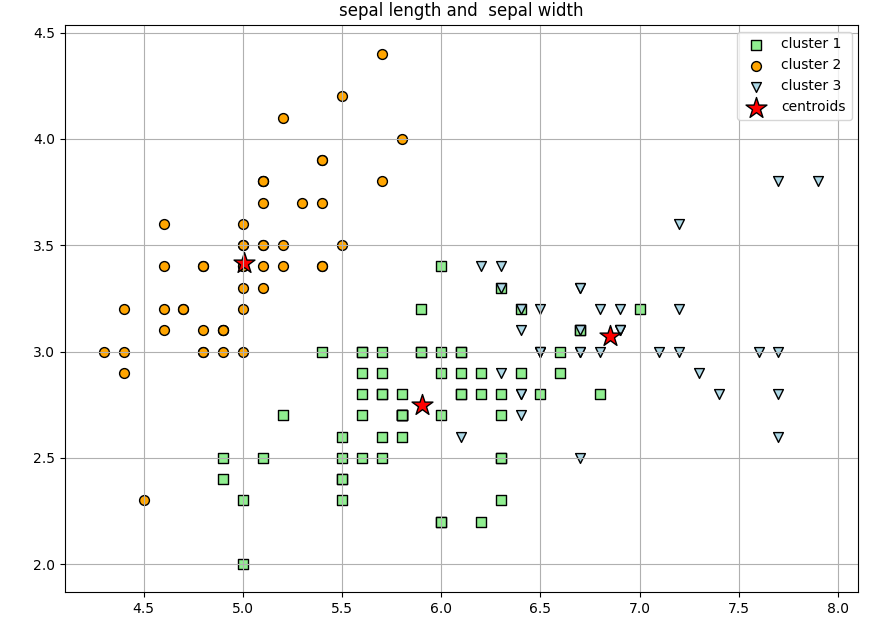 sepal length and  sepal width
cluster 1
cluster 2
cluster 3
centroids
4.5
4.0
3.5
3.0
2.5
2.0
4.5 5.0 5.5 6.0 6.5 7.0 7.5 8.0